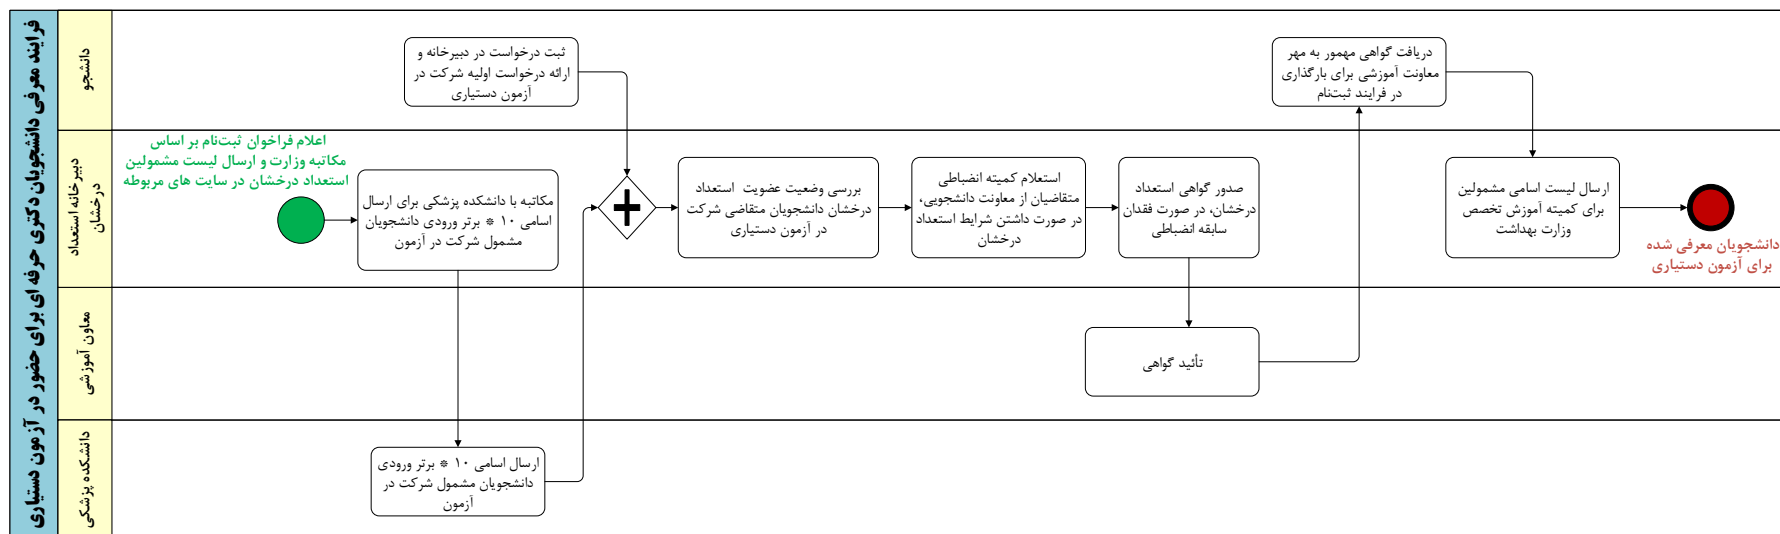 فرایند معرفی دانشجویان دکتری حرفه ای برای حضور در آزمون دستیاری
دانشجو
ثبت درخواست در دبیرخانه و
ارائه درخواست اولیه شرکت در
آزمون دستیاری
دریافت گواهی مهمور به مهر
معاونت آموزشی برای بارگذاری
در فرایند ثبت‌نام
دبیرخانه استعداد
درخشان
اعلام فراخوان ثبت‌نام بر اساس
مکاتبه وزارت و ارسال لیست مشمولین
استعداد درخشان در سایت های مربوطه
مکاتبه با دانشکده پزشکی برای ارسال
اسامی ۱۰ * برتر ورودی دانشجویان
مشمول شرکت در آزمون
بررسی وضعیت عضویت استعداد
درخشان دانشجویان متقاضی شرکت
در آزمون دستیاری
استعلام کمیته انضباطی
متقاضیان از معاونت دانشجویی،
در صورت داشتن شرایط استعداد
درخشان
صدور گواهی استعداد
درخشان، در صورت فقدان
سابقه انضباطی
ارسال لیست اسامی مشمولین
برای کمیته آموزش تخصص
وزارت بهداشت
دانشجویان معرفی شده
برای آزمون دستیاری
معاون آموزشی
تأئید گواهی
دانشکده پزشکی
ارسال اسامی ۱۰ * برتر ورودی
دانشجویان مشمول شرکت در
آزمون